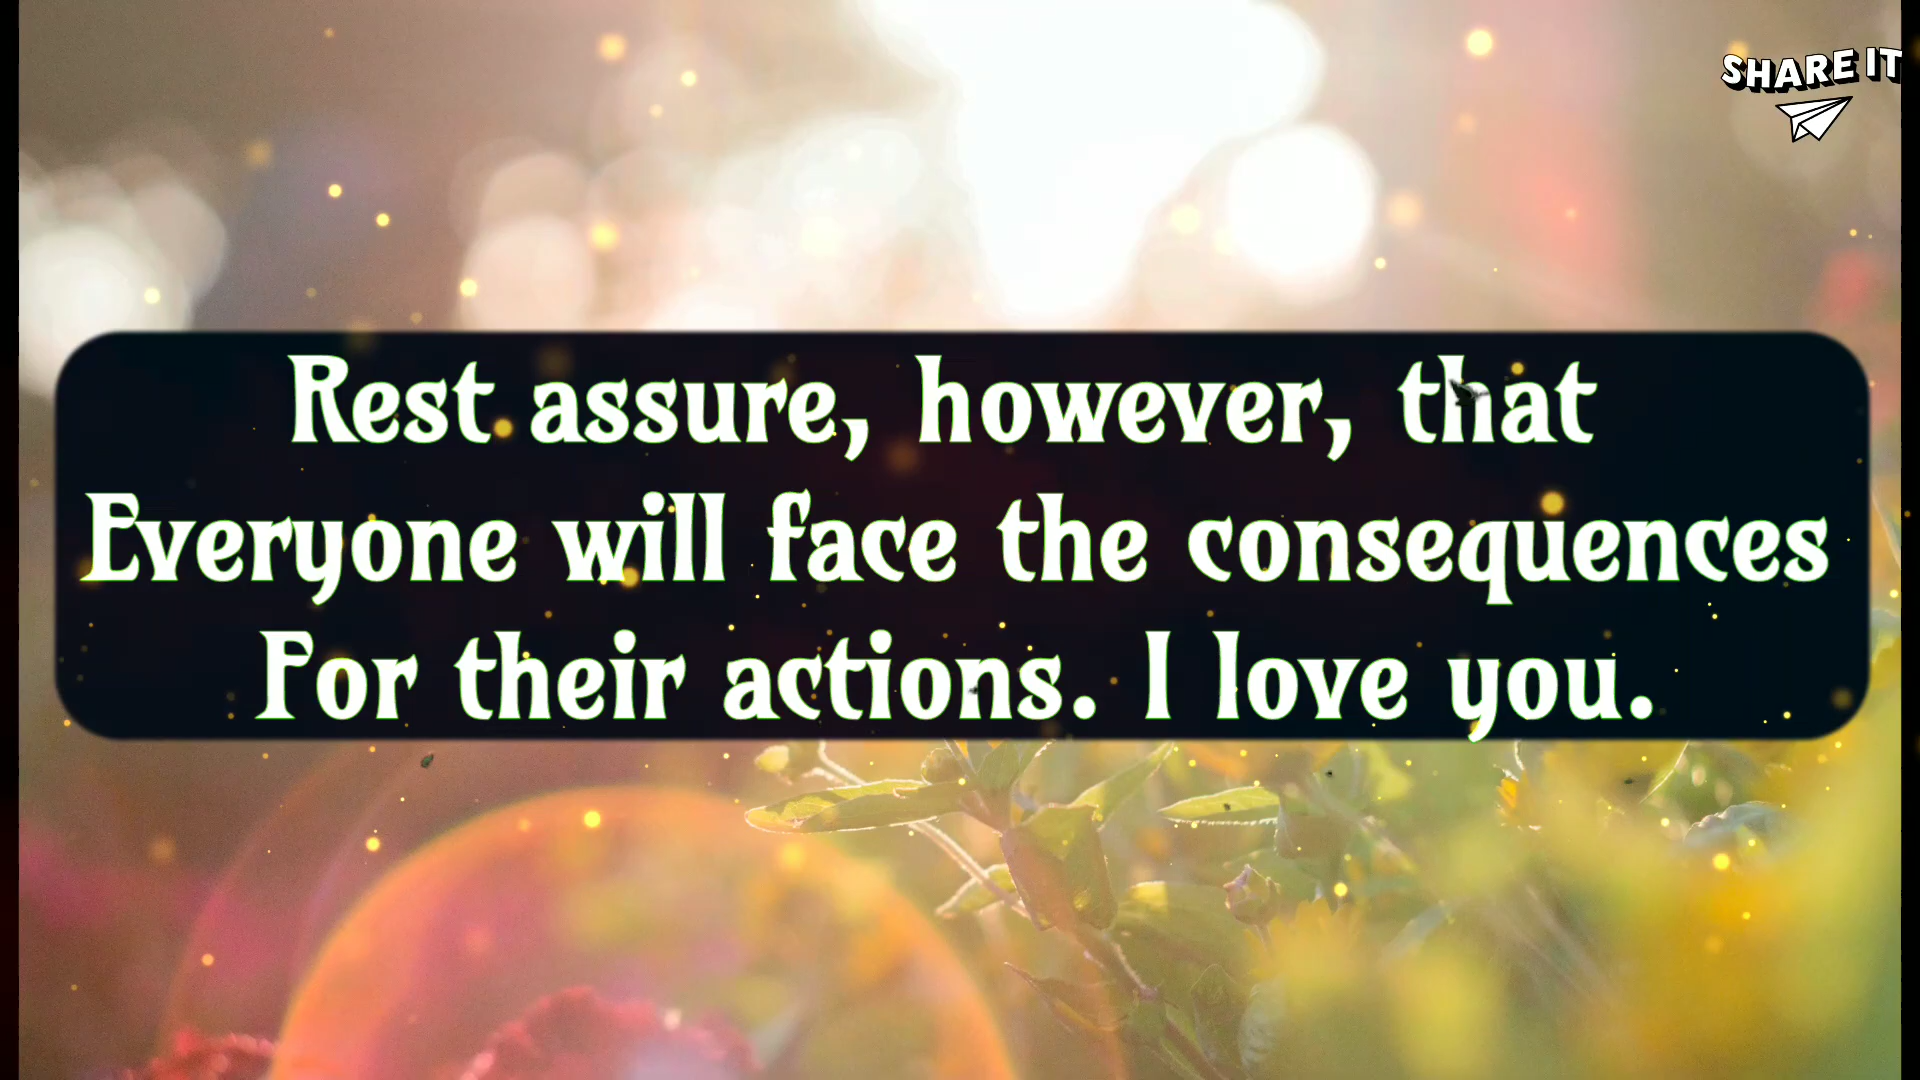 SHARE IT
Rest assure, however, that
Everyone will face the consequences
For their actions. I love you.